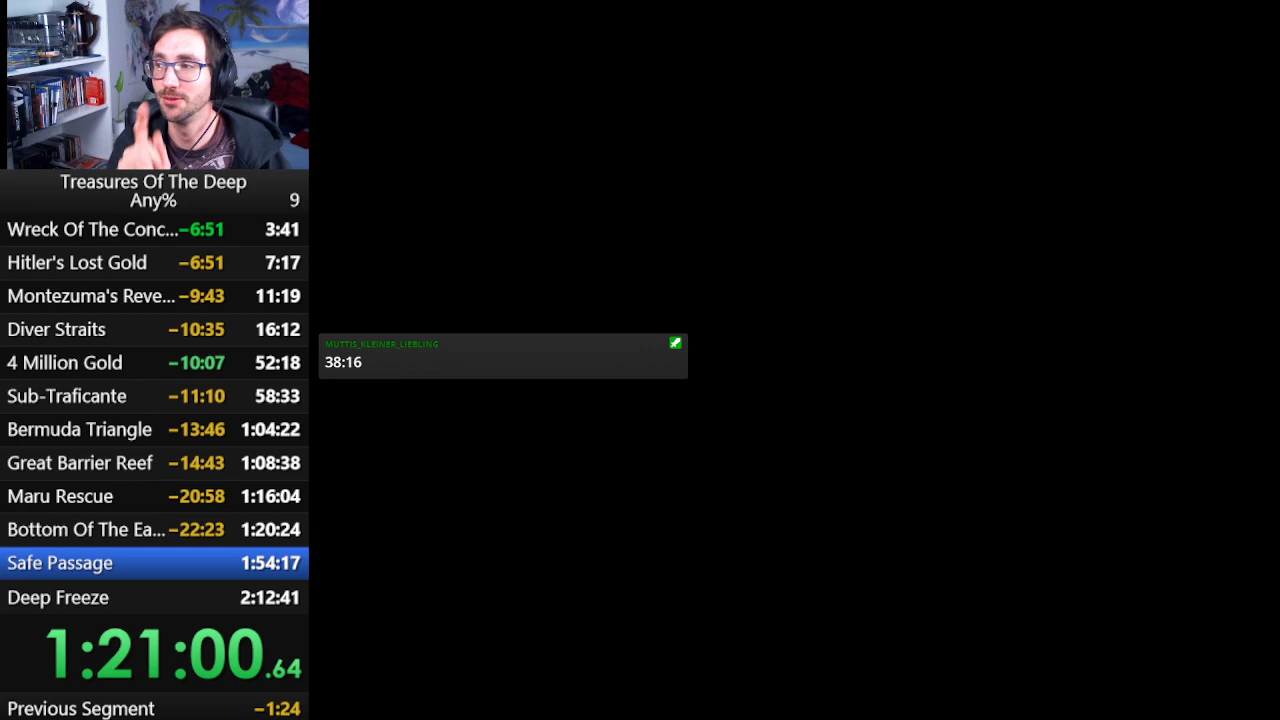 Treasures Of The Deep
Any% 9
Wreck Of The Conc... -6:51 3:41
Hitler's Lost Gold -6:51 7:17
Montezuma's Reve... -9:43 11:19
Diver Straits -10:35 16:12
4 Million Gold -10:07 52:18
Sub-Traficante -11:10 58:33
Bermuda Triangle -13:46 1:04:22
Great Barrier Reef -14:43 1:08:38
Maru Rescue -20:58 1:16:04
Bottom Of The Ea... -22:23 1:20:24
Safe Passage 1:54:17
Deep Freeze 2:12:41
1:21:00.64
Previous Segment -1:24
MUTTIS_KLEINER_LIEBLING
38:16